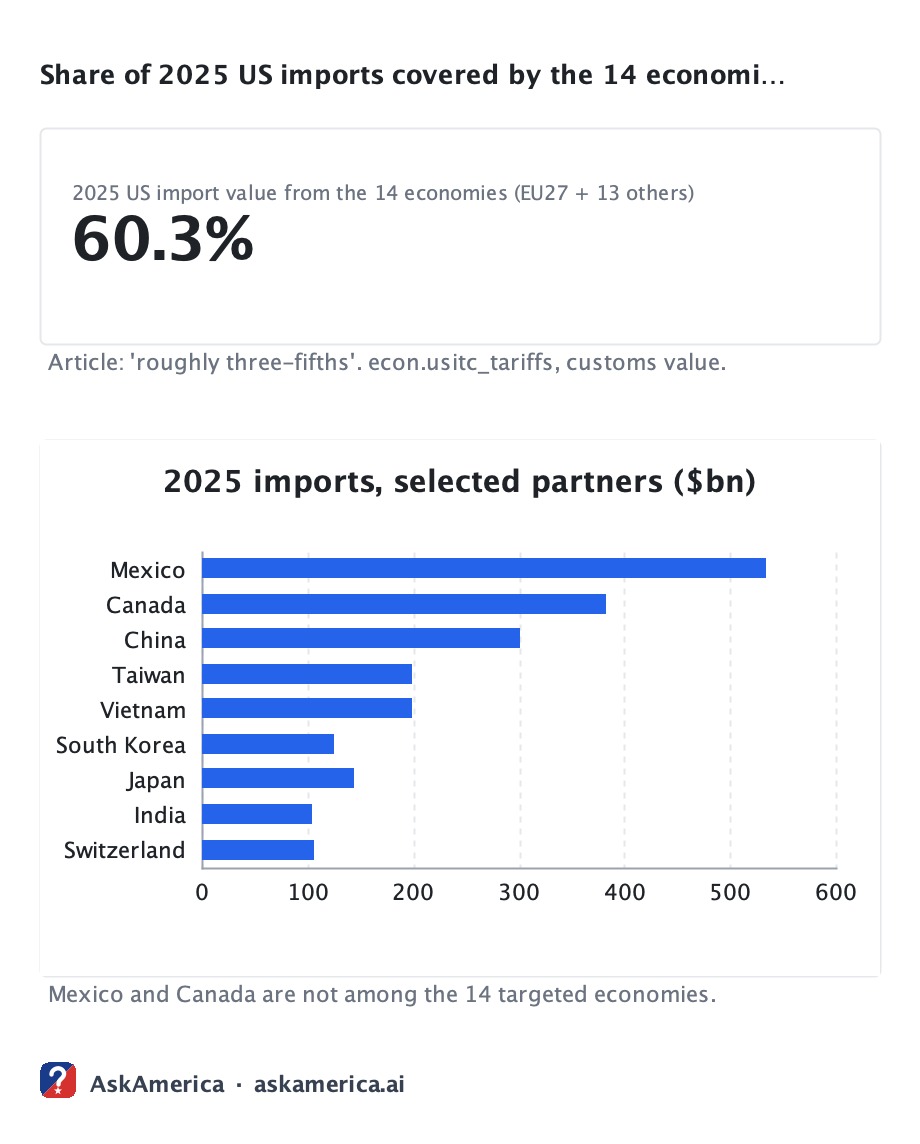 Share of 2025 US imports covered by the 14 economi...
2025 US import value from the 14 economies (EU27 + 13 others)
60.3%
Article: 'roughly three-fifths'. econ.usitc_tariffs, customs value.
2025 imports, selected partners ($bn)
Mexico
Canada
China
Taiwan
Vietnam
South Korea
Japan
India
Switzerland
0 100 200 300 400 500 600
Mexico and Canada are not among the 14 targeted economies.
AskAmerica · askamerica.ai